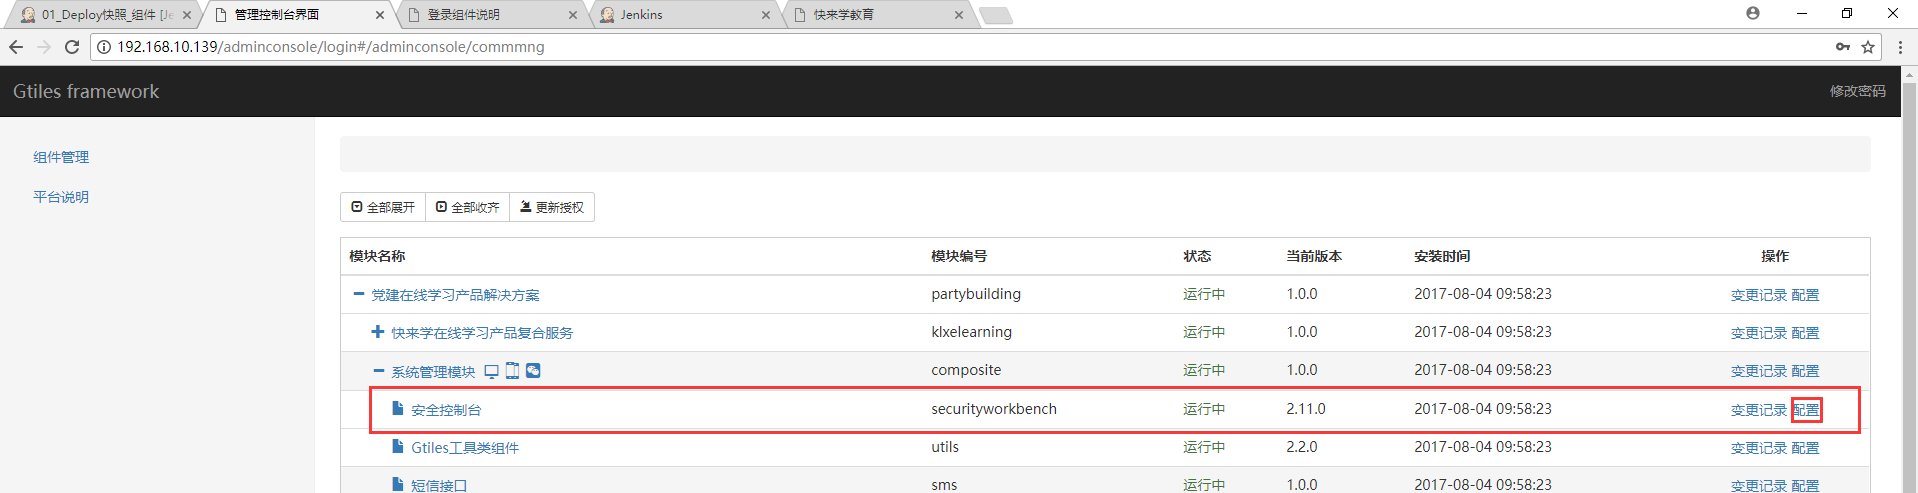 01_Deploy快照_组件 [Je
管理控制台界面
登录组件说明
Jenkins
快来学教育
192.168.10.139/adminconsole/login#/adminconsole/commmng
Gtiles framework
修改密码
组件管理
平台说明
全部展开 全部收齐 更新授权
模块名称 模块编号 状态 当前版本 安装时间 操作
党建在线学习产品解决方案 partybuilding 运行中 1.0.0 2017-08-04 09:58:23 变更记录 配置
快来学在线学习产品复合服务 klxelearning 运行中 1.0.0 2017-08-04 09:58:23 变更记录 配置
系统管理模块 composite 运行中 1.0.0 2017-08-04 09:58:23 变更记录 配置
安全控制台 securityworkbench 运行中 2.11.0 2017-08-04 09:58:23 变更记录 配置
Gtiles工具类组件 utils 运行中 2.2.0 2017-08-04 09:58:23 变更记录 配置
短信接口 sms 运行中 1.0.0 2017-08-04 09:58:23 变更记录 配置